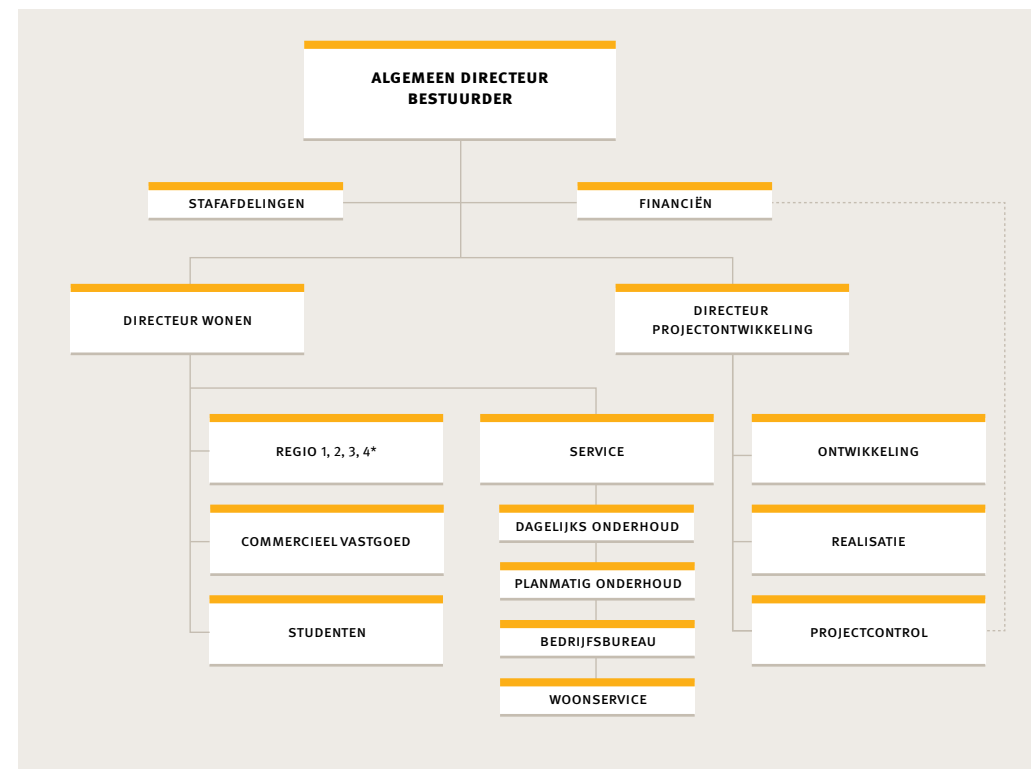 ALGEMEEN DIRECTEUR
BESTUURDER
STAFAFDELINGEN
FINANCIËN
DIRECTEUR WONEN
DIRECTEUR
PROJECTONTWIKKELING
REGIO 1, 2, 3, 4*
SERVICE
ONTWIKKELING
DAGELIJKS ONDERHOUD
COMMERCIEEL VASTGOED
REALISATIE
PLANMATIG ONDERHOUD
STUDENTEN
BEDRIJFSBUREAU
PROJECTCONTROL
WOONSERVICE